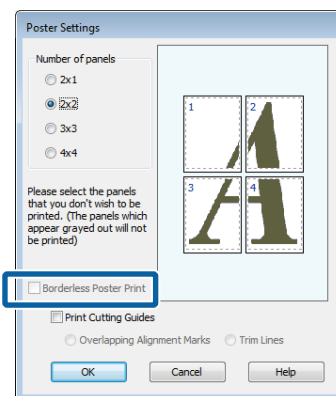 Poster Settings
Number of panels
2x1
2x2
3x3
4x4
1
2
3
4
Please select the panels
that you don't wish to be
printed. (The panels which
appear grayed out will not
be printed)
Borderless Poster Print
Print Cutting Guides
Overlapping Alignment Marks
Trim Lines
OK
Cancel
Help